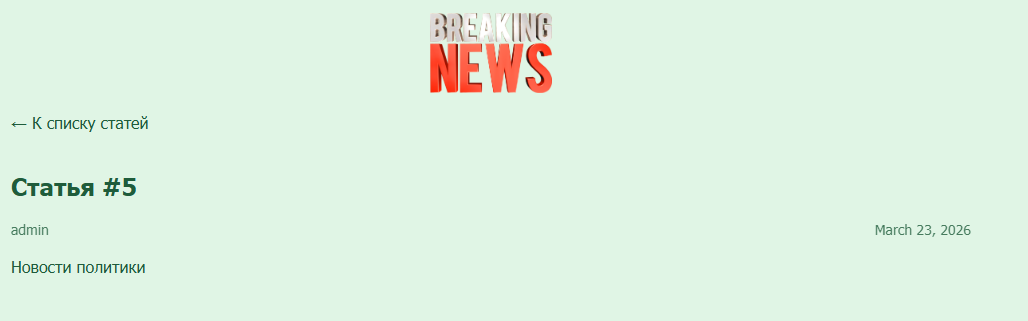 BREAKING
NEWS
← К списку статей
Статья #5
admin March 23, 2026
Новости политики